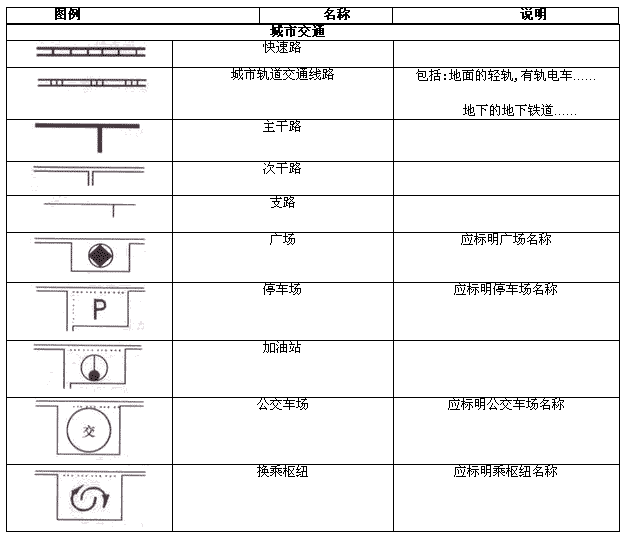 图例 名称 说明
城市交通
快速路
城市轨道交通线路 包括:地面的轻轨,有轨电车……
地下的地下铁道……
主干路
次干路
支路
广场 应标明广场名称
P 停车场 应标明停车场名称
加油站
交 公交车场 应标明公交车场名称
换乘枢纽 应标明乘枢纽名称